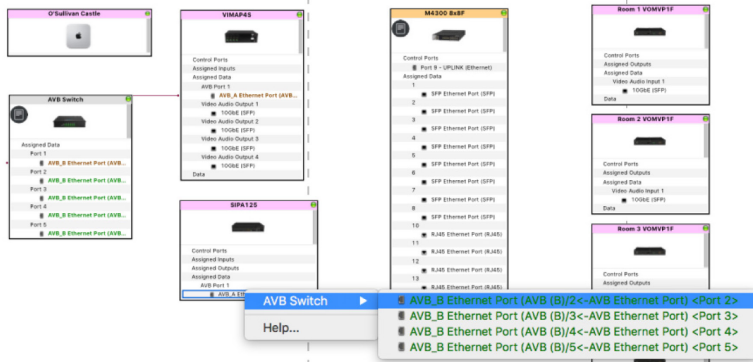 O'Sullivan Castle
AVB Switch
Assigned Data
Port 1
AVB_B Ethernet Port (AVB...
Port 2
AVB_B Ethernet Port (AVB...
Port 3
AVB_B Ethernet Port (AVB...
Port 4
AVB_B Ethernet Port (AVB...
Port 5
AVB_B Ethernet Port (AVB...
VIMAP4S
Control Ports
Assigned Inputs
Assigned Data
AVB Port 1
AVB_A Ethernet Port (AVB...
Video Audio Output 1
10GbE (SFP)
Video Audio Output 2
10GbE (SFP)
Video Audio Output 3
10GbE (SFP)
Video Audio Output 4
10GbE (SFP)
Data
SIPA125
Control Ports
Assigned Inputs
Assigned Outputs
Assigned Data
AVB Port 1
AVB_A Et
M4300 8x8F
Control Ports
Port 9 - UPLINK (Ethernet)
Assigned Data
1
SFP Ethernet Port (SFP)
2
SFP Ethernet Port (SFP)
3
SFP Ethernet Port (SFP)
4
SFP Ethernet Port (SFP)
5
SFP Ethernet Port (SFP)
6
SFP Ethernet Port (SFP)
7
SFP Ethernet Port (SFP)
8
SFP Ethernet Port (SFP)
10
RJ45 Ethernet Port (RJ45)
11
RJ45 Ethernet Port (RJ45)
12
RJ45 Ethernet Port (RJ45)
13
RJ45 Ethernet Port (RJ45)
Room 1 VOMVP1F
Control Ports
Assigned Outputs
Assigned Data
Video Audio Input 1
10GbE (SFP)
Data
Room 2 VOMVP1F
Control Ports
Assigned Outputs
Assigned Data
Video Audio Input 1
10GbE (SFP)
Data
Room 3 VOMVP1F
Control Ports
Assigned Outputs
AVB Switch
Help...
AVB_B Ethernet Port (AVB (B)/2<-AVB Ethernet Port) <Port 2>
AVB_B Ethernet Port (AVB (B)/3<-AVB Ethernet Port) <Port 3>
AVB_B Ethernet Port (AVB (B)/4<-AVB Ethernet Port) <Port 4>
AVB_B Ethernet Port (AVB (B)/5<-AVB Ethernet Port) <Port 5>